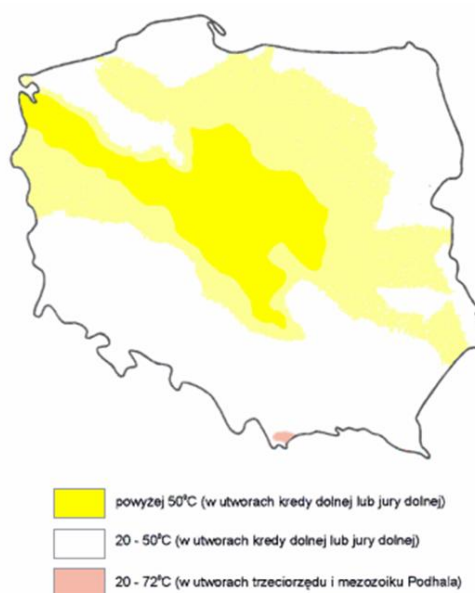 powyżej 50°C (w utworach kredy dolnej lub jury dolnej)
20 - 50°C (w utworach kredy dolnej lub jury dolnej)
20 - 72°C (w utworach trzeciorzędu i mezozoiku Podhala)